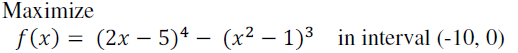 Maximize
f(x) = (2x − 5)⁴ − (x² − 1)³ in interval (-10, 0)